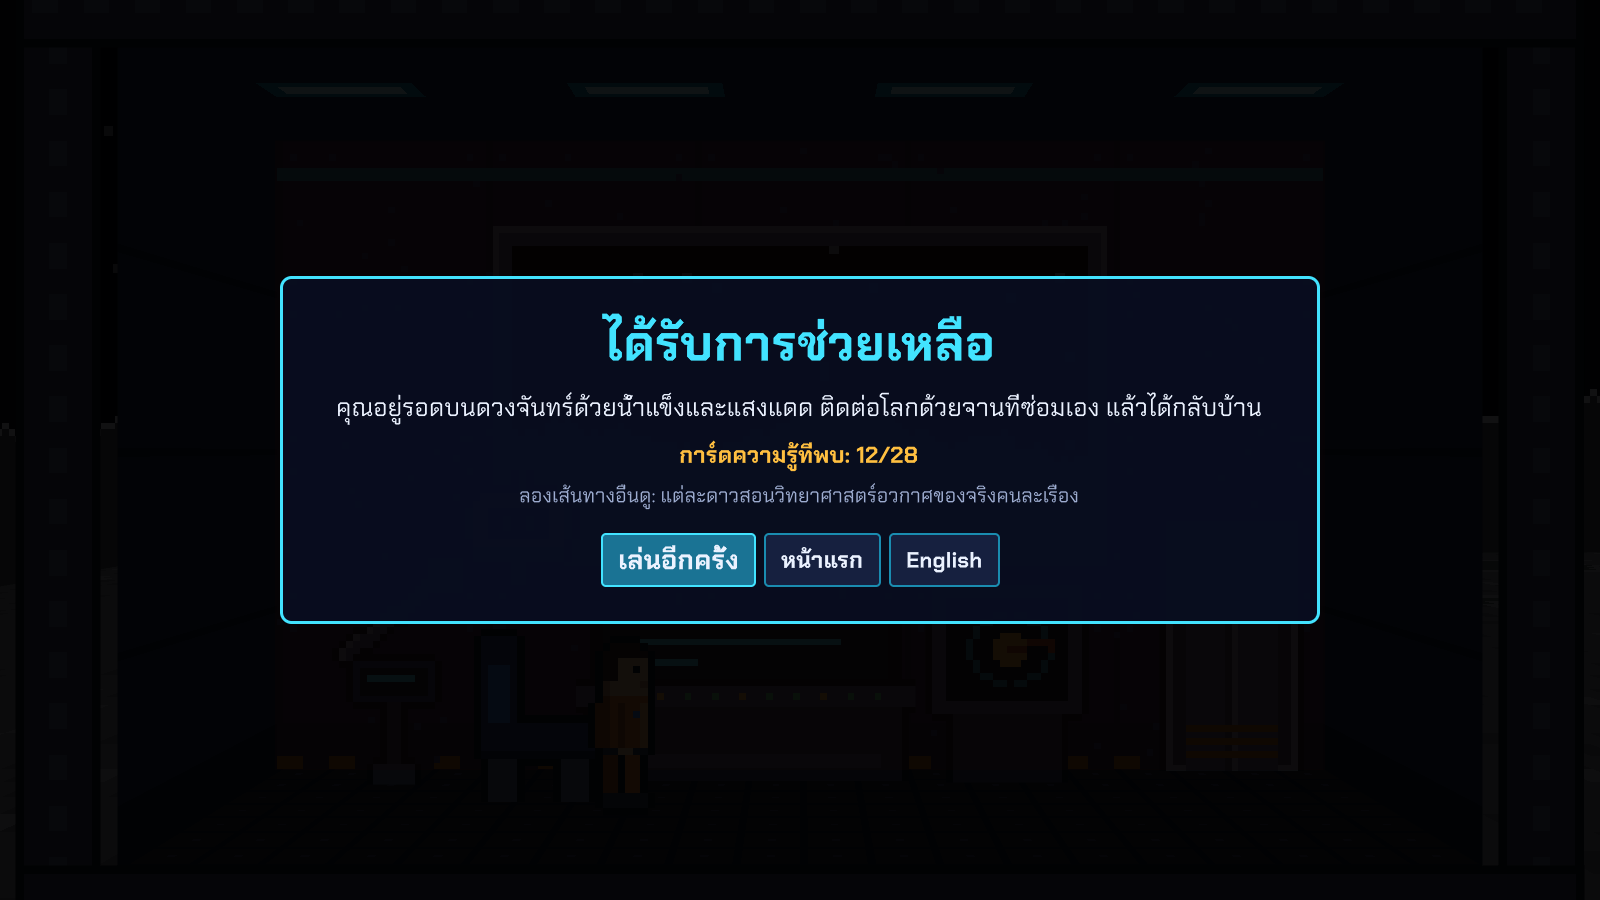 ได้รับการช่วยเหลือ
คุณอยู่รอดบนดวงจันทร์ด้วยน้ำแข็งและแสงแดด ติดต่อโลกด้วยจานที่ซ่อมเอง แล้วได้กลับบ้าน
การ์ดความรู้ที่พบ: 12/28
ลองเส้นทางอื่นดู: แต่ละดาวสอนวิทยาศาสตร์อวกาศของจริงคนละเรื่อง
เล่นอีกครั้ง
หน้าแรก
English